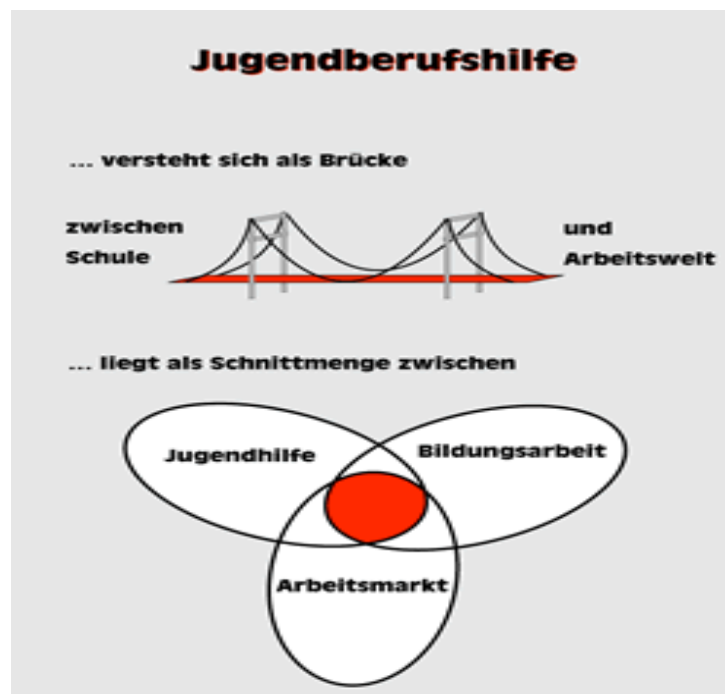 Jugendberufshilfe
... versteht sich als Brücke
zwischen
Schule
und
Arbeitswelt
... liegt als Schnittmenge zwischen
Jugendhilfe
Bildungsarbeit
Arbeitsmarkt